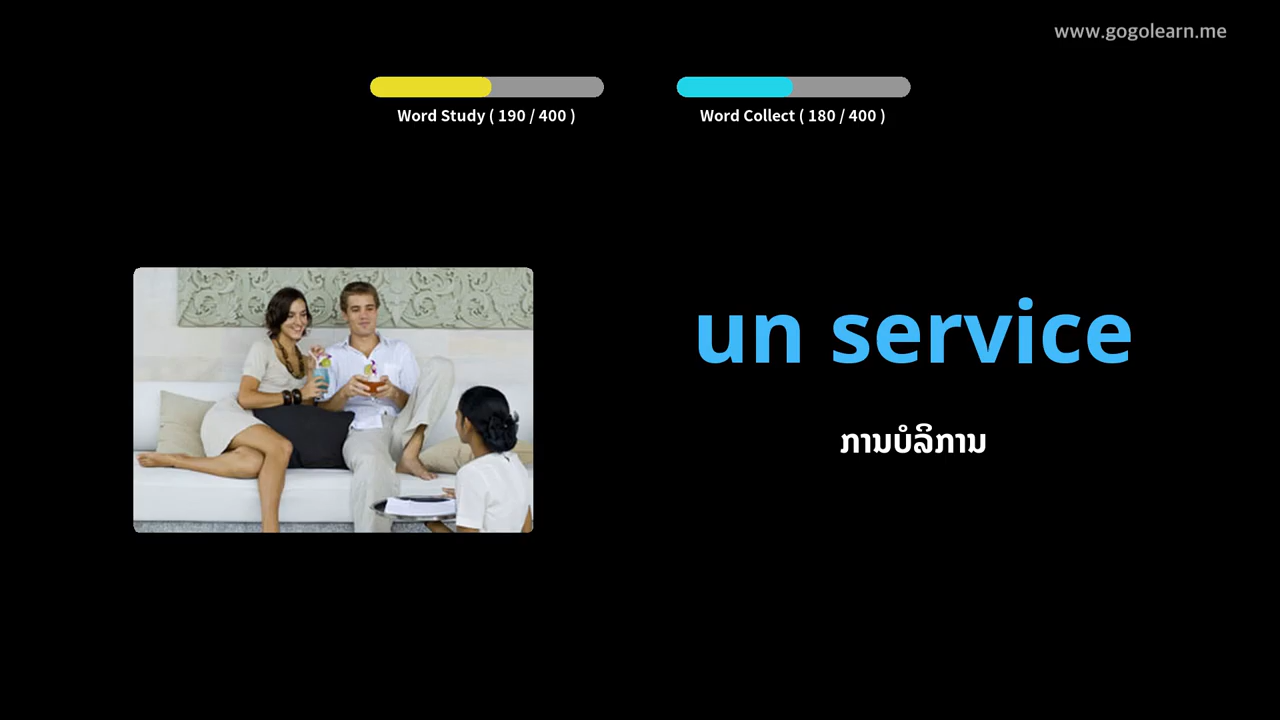 www.gogolearn.me
Word Study ( 190 / 400 )
Word Collect ( 180 / 400 )
un service
ການບໍລິການ